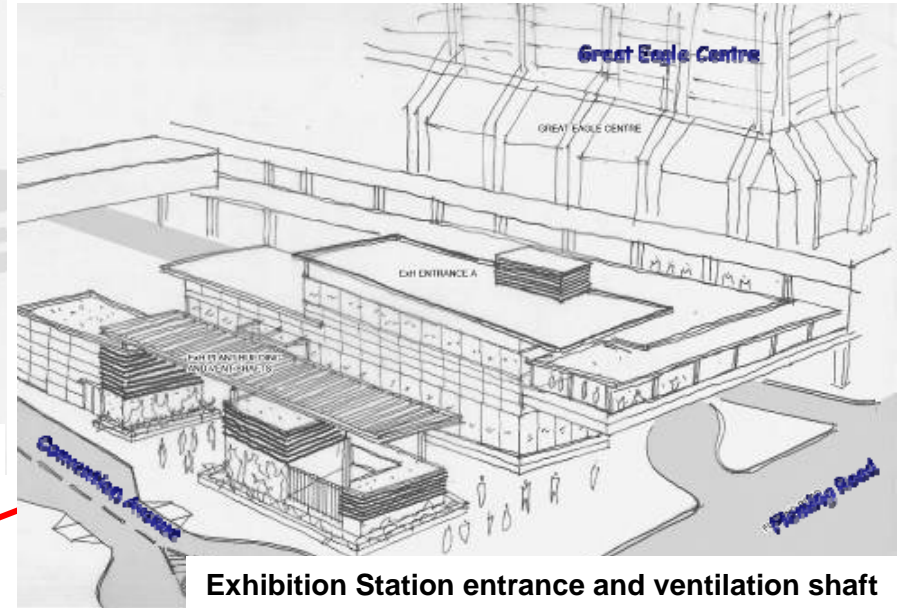 Great Eagle Centre
GREAT EAGLE CENTRE
ExH ENTRANCE A
ExH PLANT BUILDING
AND VENT SHAFTS
Convention Avenue
Fleming Road
Exhibition Station entrance and ventilation shaft